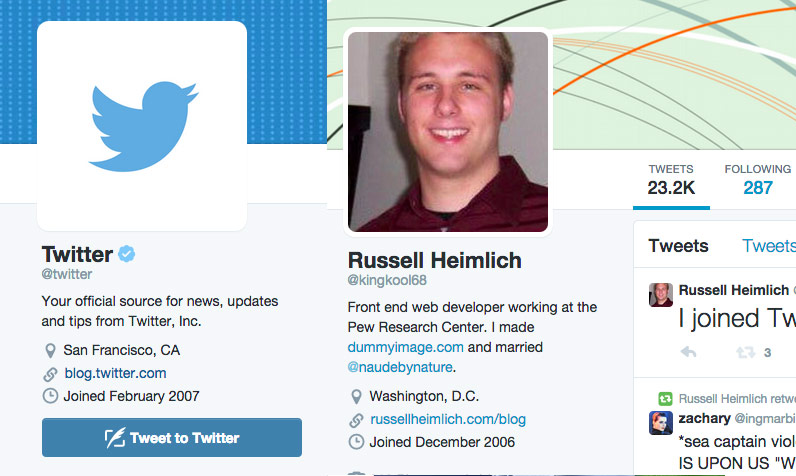 Twitter
@twitter
Your official source for news, updates
and tips from Twitter, Inc.
San Francisco, CA
blog.twitter.com
Joined February 2007
Tweet to Twitter
Russell Heimlich
@kingkool68
Front end web developer working at the
Pew Research Center. I made
dummyimage.com and married
@naudebynature.
Washington, D.C.
russellheimlich.com/blog
Joined December 2006
TWEETS
23.2K
FOLLOWING
287
Tweets
Tweets
Russell Heimlich
I joined Tw
3
Russell Heimlich retwe
zachary @ingmarbi
*sea captain viol
IS UPON US "W